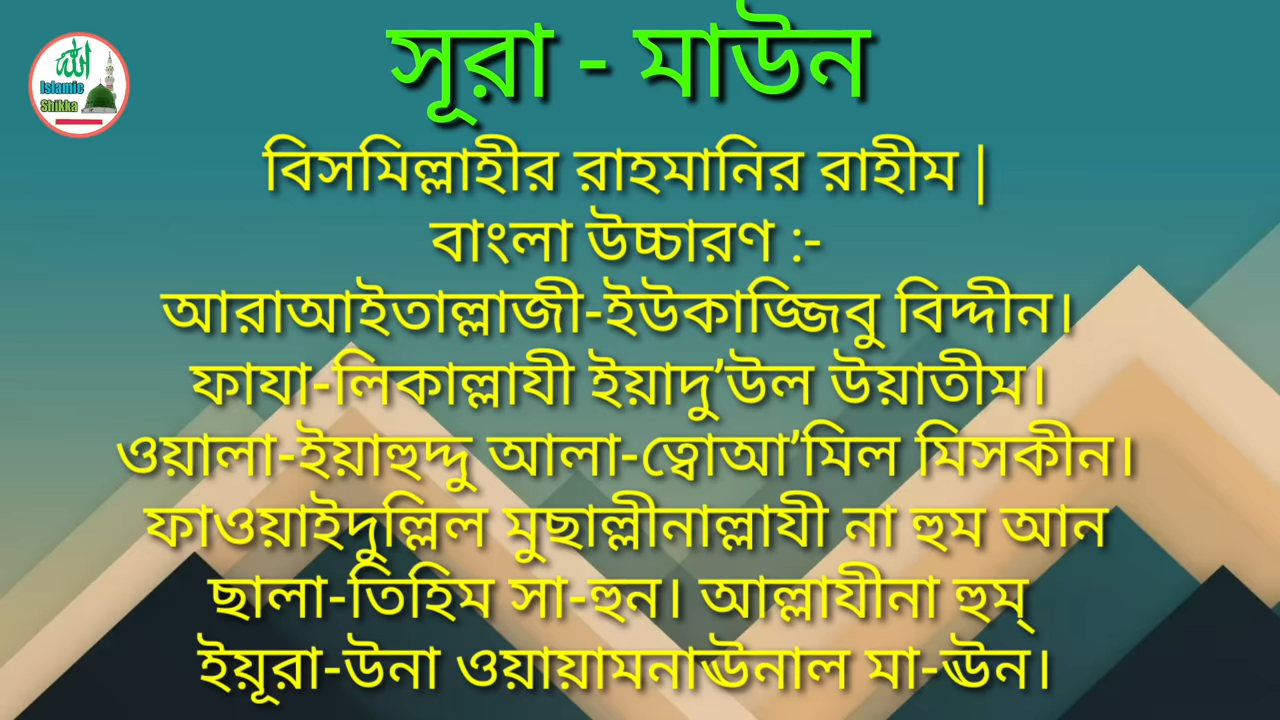 সূরা - মাউন
الله
Islamic
Shikka
বিসমিল্লাহীর রাহমানির রাহীম |
বাংলা উচ্চারণ :-
আরাআইতাল্লাজী-ইউকাজ্জিবু বিদ্দীন।
ফাযা-লিকাল্লাযী ইয়াদু’উল উয়াতীম।
ওয়ালা-ইয়াহুদ্দু আলা-ত্বোআ’মিল মিসকীন।
ফাওয়াইদুল্লিল মুছাল্লীনাল্লাযী না হুম আন
ছালা-তিহিম সা-হুন। আল্লাযীনা হুম্
ইয়ূরা-উনা ওয়ায়ামনাঊনাল মা-ঊন।